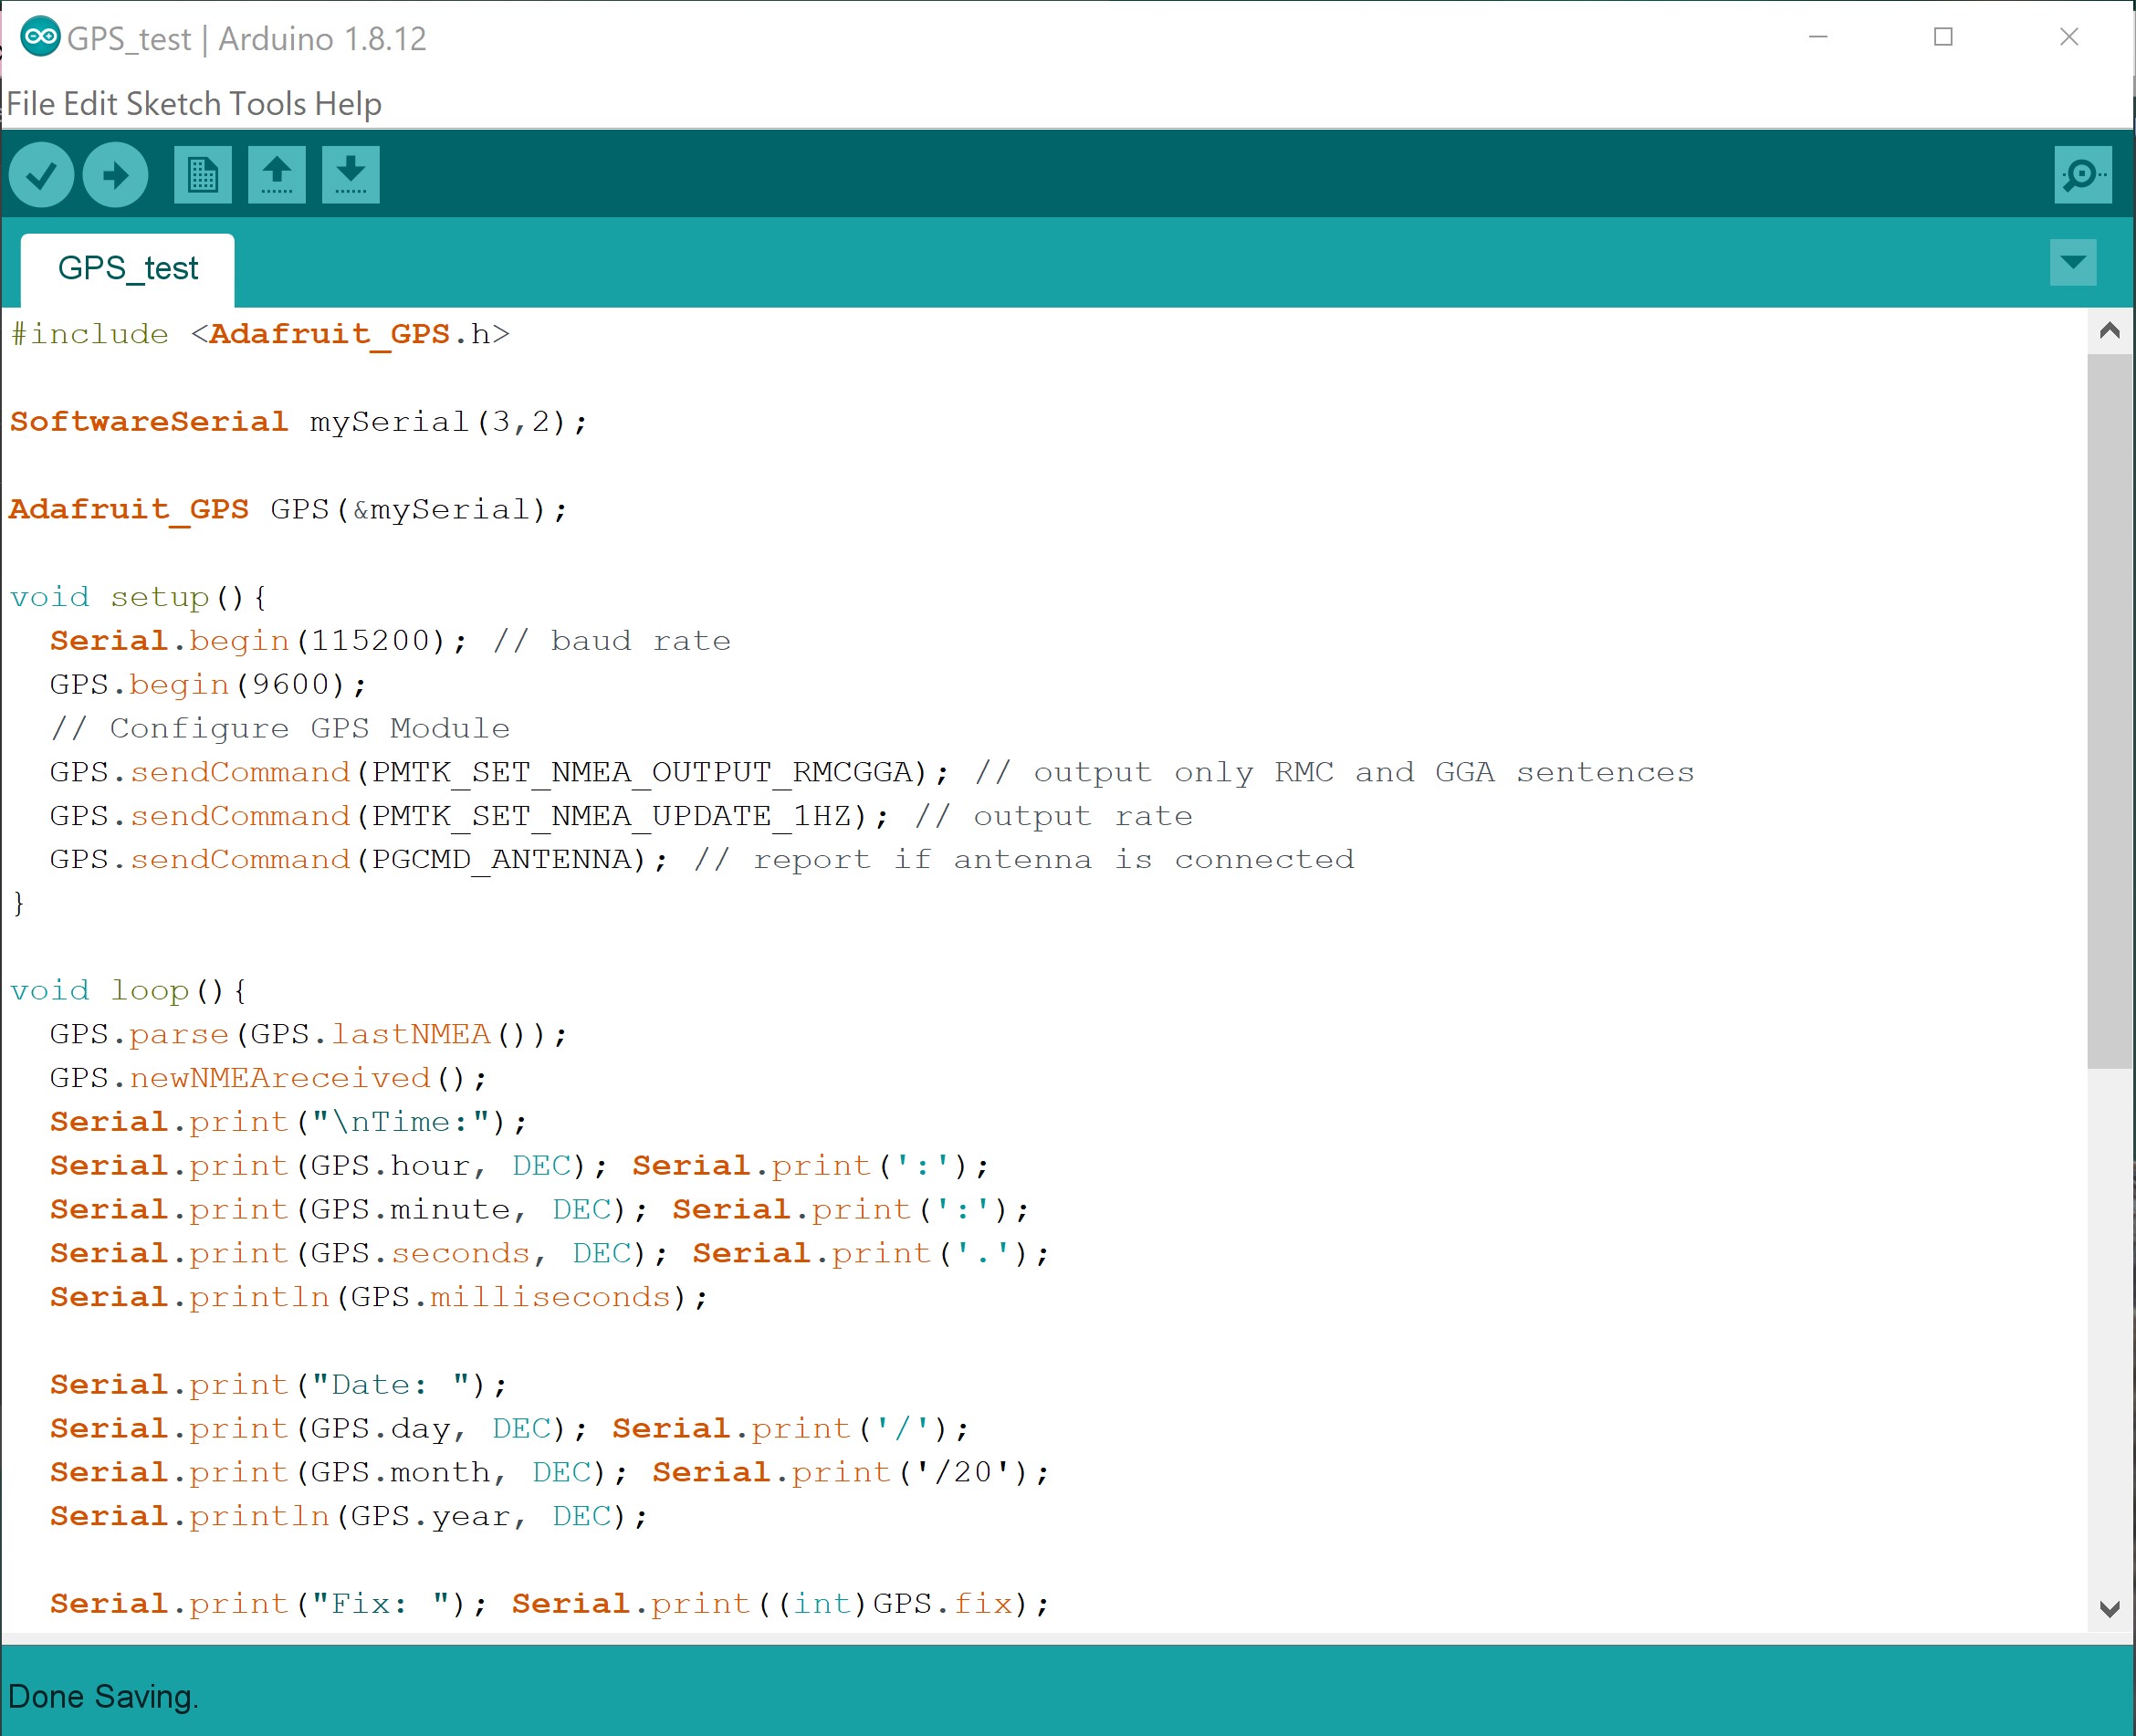 GPS_test | Arduino 1.8.12
File Edit Sketch Tools Help
GPS_test
#include <Adafruit_GPS.h>
SoftwareSerial mySerial(3,2);
Adafruit_GPS GPS(&mySerial);
void setup(){
  Serial.begin(115200); // baud rate
  GPS.begin(9600);
  // Configure GPS Module
  GPS.sendCommand(PMTK_SET_NMEA_OUTPUT_RMCGGA); // output only RMC and GGA sentences
  GPS.sendCommand(PMTK_SET_NMEA_UPDATE_1HZ); // output rate
  GPS.sendCommand(PGCMD_ANTENNA); // report if antenna is connected
}
void loop(){
  GPS.parse(GPS.lastNMEA());
  GPS.newNMEAreceived();
  Serial.print("\nTime:");
  Serial.print(GPS.hour, DEC); Serial.print(':');
  Serial.print(GPS.minute, DEC); Serial.print(':');
  Serial.print(GPS.seconds, DEC); Serial.print('.');
  Serial.println(GPS.milliseconds);
  Serial.print("Date: ");
  Serial.print(GPS.day, DEC); Serial.print('/');
  Serial.print(GPS.month, DEC); Serial.print('/20');
  Serial.println(GPS.year, DEC);
  Serial.print("Fix: "); Serial.print((int)GPS.fix);
Done Saving.